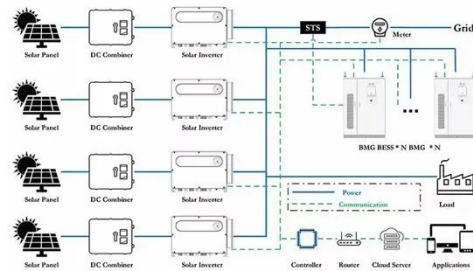 STS
Meter
Grid
Solar Panel
DC Combiner
Solar Inverter
Solar Panel
DC Combiner
Solar Inverter
BMG BESS * N BMG * N
Solar Panel
DC Combiner
Solar Inverter
Power
Communication
Load
Solar Panel
DC Combiner
Solar Inverter
Controller
Router
Cloud Server
Applications